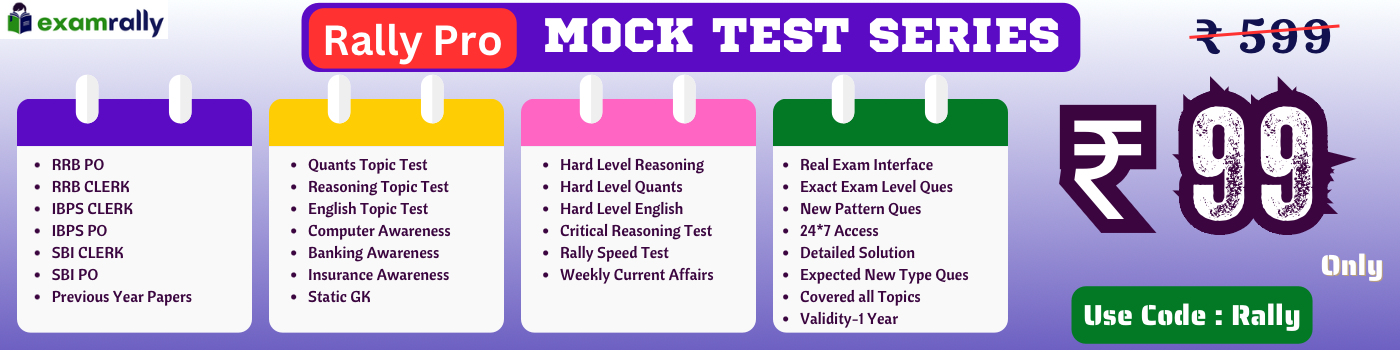 examrally
Rally Pro MOCK TEST SERIES
₹ 599
RRB PO
RRB CLERK
IBPS CLERK
IBPS PO
SBI CLERK
SBI PO
Previous Year Papers
Quants Topic Test
Reasoning Topic Test
English Topic Test
Computer Awareness
Banking Awareness
Insurance Awareness
Static GK
Hard Level Reasoning
Hard Level Quants
Hard Level English
Critical Reasoning Test
Rally Speed Test
Weekly Current Affairs
Real Exam Interface
Exact Exam Level Ques
New Pattern Ques
24*7 Access
Detailed Solution
Expected New Type Ques
Covered all Topics
Validity-1 Year
₹ 99
Only
Use Code : Rally